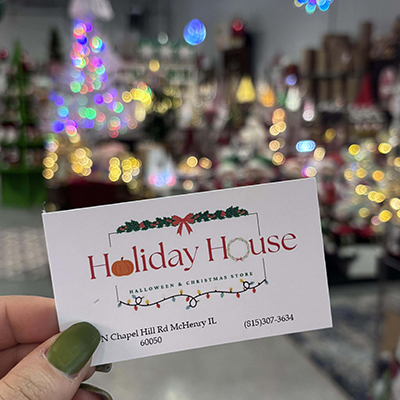 Holiday House
HALLOWEEN & CHRISTMAS STORE
N Chapel Hill Rd McHenry IL
60050
(815)307-3634